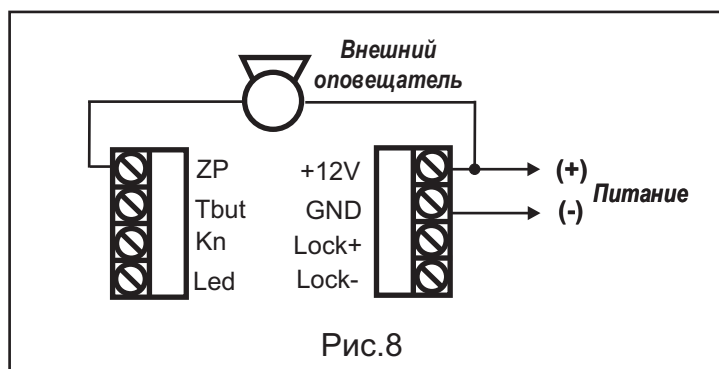 Внешний
оповещатель
ZP
Tbut
Kn
Led
+12V
GND
Lock+
Lock-
(+)
Питание
(-)
Рис.8